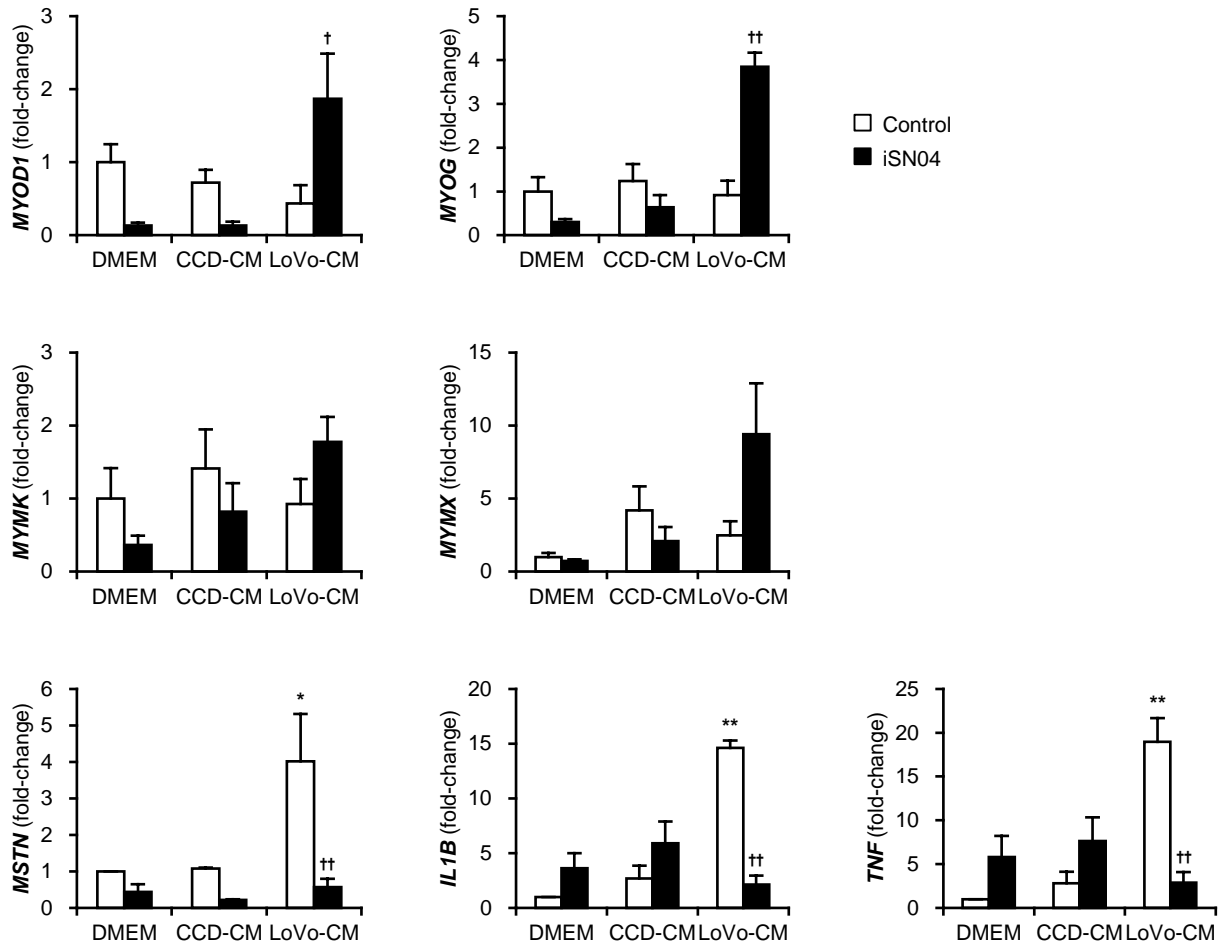 MYOD1 (fold-change)
3
2
1
0
†
DMEM CCD-CM LoVo-CM
MYOG (fold-change)
5
4
3
2
1
0
††
DMEM CCD-CM LoVo-CM
Control
iSN04
MYMK (fold-change)
3
2
1
0
DMEM CCD-CM LoVo-CM
MYMX (fold-change)
15
10
5
0
DMEM CCD-CM LoVo-CM
MSTN (fold-change)
6
5
4
3
2
1
0
*
††
DMEM CCD-CM LoVo-CM
IL1B (fold-change)
20
15
10
5
0
**
††
DMEM CCD-CM LoVo-CM
TNF (fold-change)
25
20
15
10
5
0
**
††
DMEM CCD-CM LoVo-CM